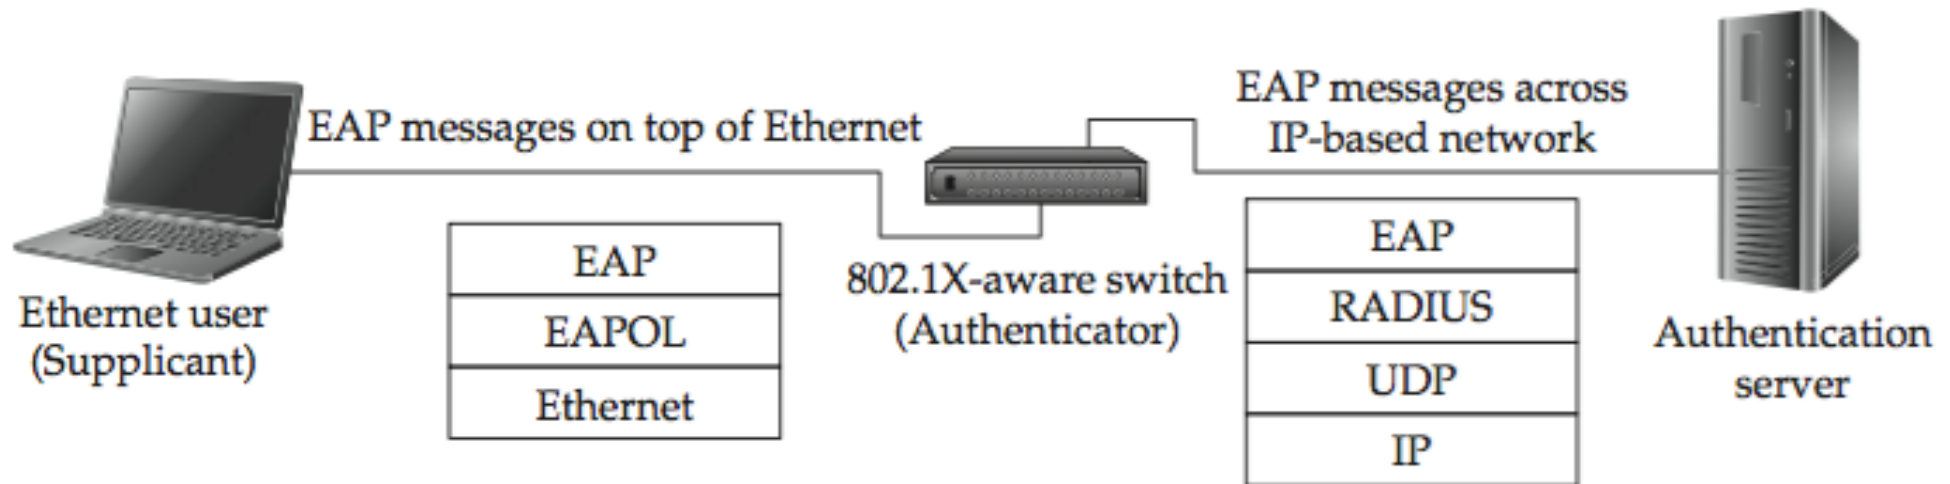 EAP messages on top of Ethernet
EAP messages across
IP-based network
EAP
EAPOL
Ethernet
EAP
RADIUS
UDP
IP
Ethernet user
(Supplicant)
802.1X-aware switch
(Authenticator)
Authentication
server